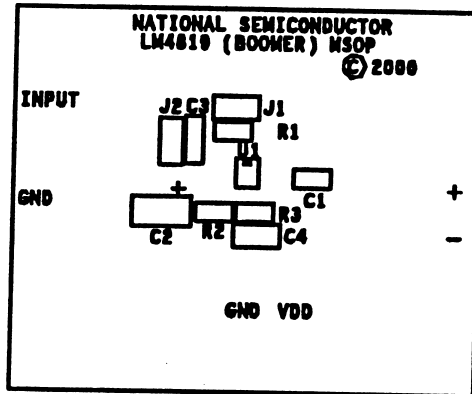 NATIONAL SEMICONDUCTOR
LM4819 (BOOMER) MSOP
© 2000
INPUT
J2 C3 J1
R1
U1
GND
+
C1
+
R3
C2 R2 C4
-
GND VDD